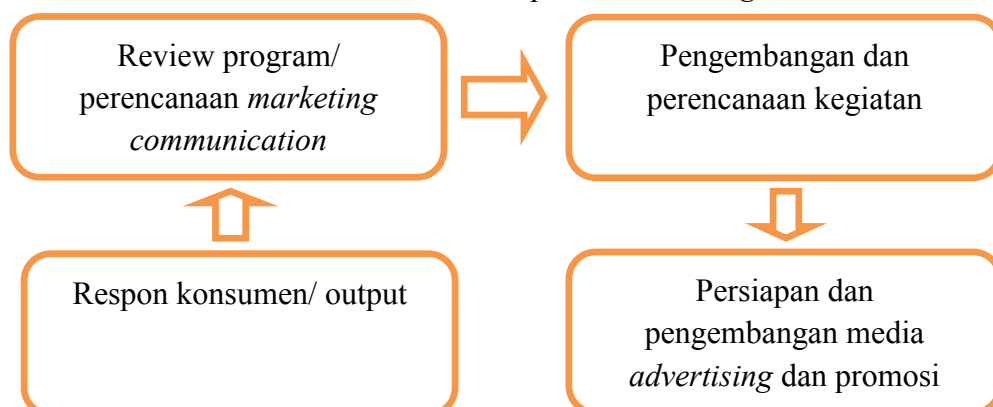 Review program/
perencanaan marketing
communication
Pengembangan dan
perencanaan kegiatan
Respon konsumen/ output
Persiapan dan
pengembangan media
advertising dan promosi